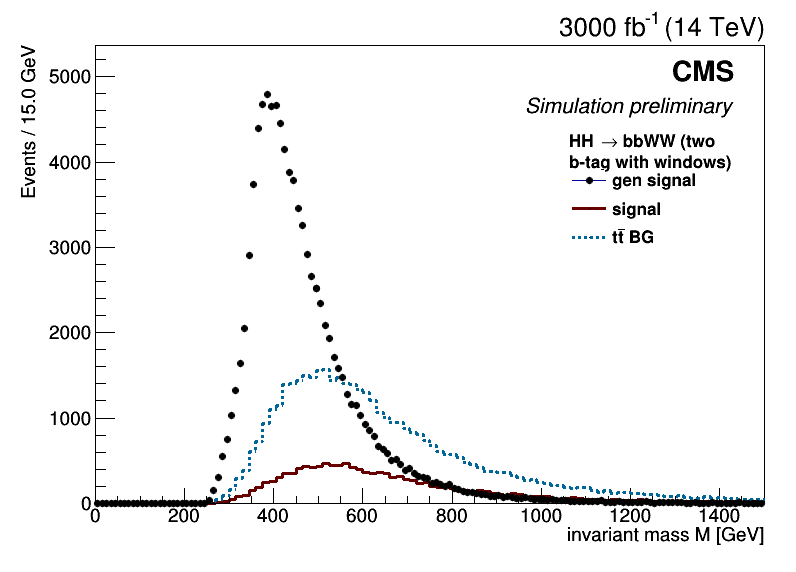 3000 fb⁻¹ (14 TeV)
CMS
Simulation preliminary
HH → bbWW (two
b-tag with windows)
gen signal
signal
tt̅ BG
Events / 15.0 GeV
5000
4000
3000
2000
1000
0
0 200 400 600 800 1000 1200 1400
invariant mass M [GeV]